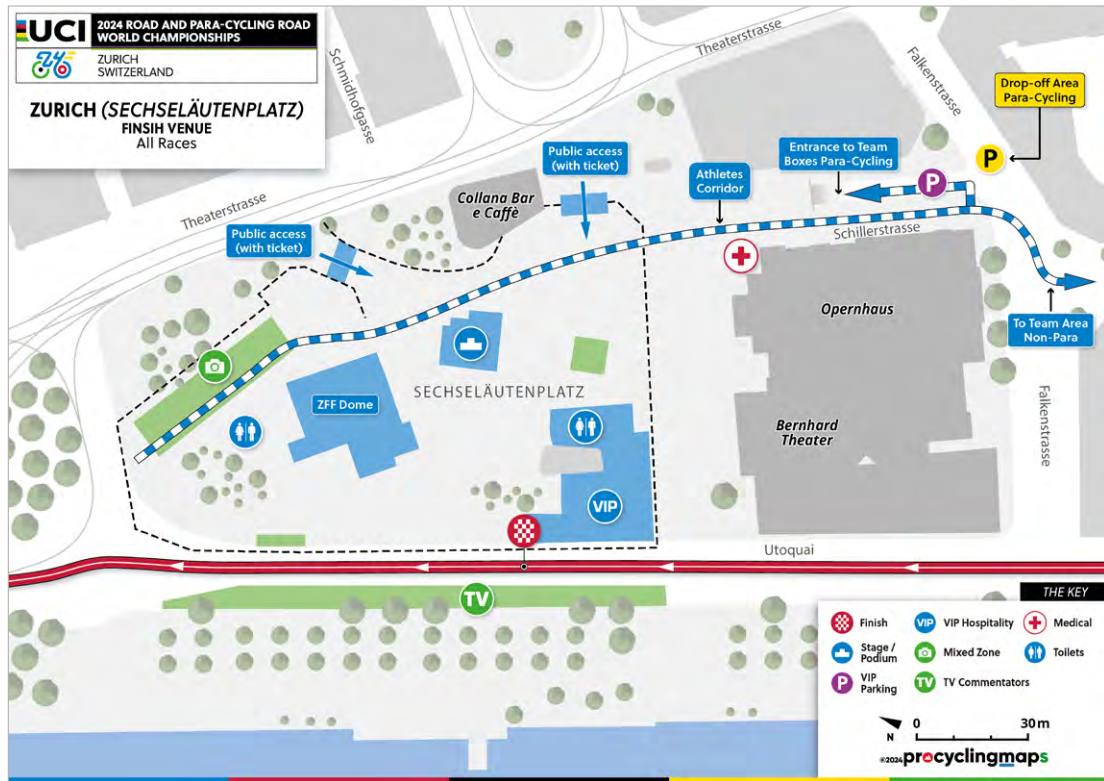 UCI
2024 ROAD AND PARA-CYCLING ROAD
WORLD CHAMPIONSHIPS
ZURICH
SWITZERLAND
ZURICH (SECHSELÄUTENPLATZ)
FINSIH VENUE
All Races
Schmidhofgasse
Theaterstrasse
Falkenstrasse
Drop-off Area
Para-Cycling
P
Public access
(with ticket)
Athletes
Corridor
Entrance to Team
Boxes Para-Cycling
P
Collana Bar
e Caffè
Theaterstrasse
Public access
(with ticket)
Schillerstrasse
Opernhaus
To Team Area
Non-Para
SECHSELÄUTENPLATZ
ZFF Dome
Bernhard
Theater
Falkenstrasse
VIP
Utoquai
TV
THE KEY
Finish
VIP
VIP Hospitality
Medical
Stage /
Podium
Mixed Zone
Toilets
P
VIP
Parking
TV
TV Commentators
N
0
30 m
©2024 procyclingmaps